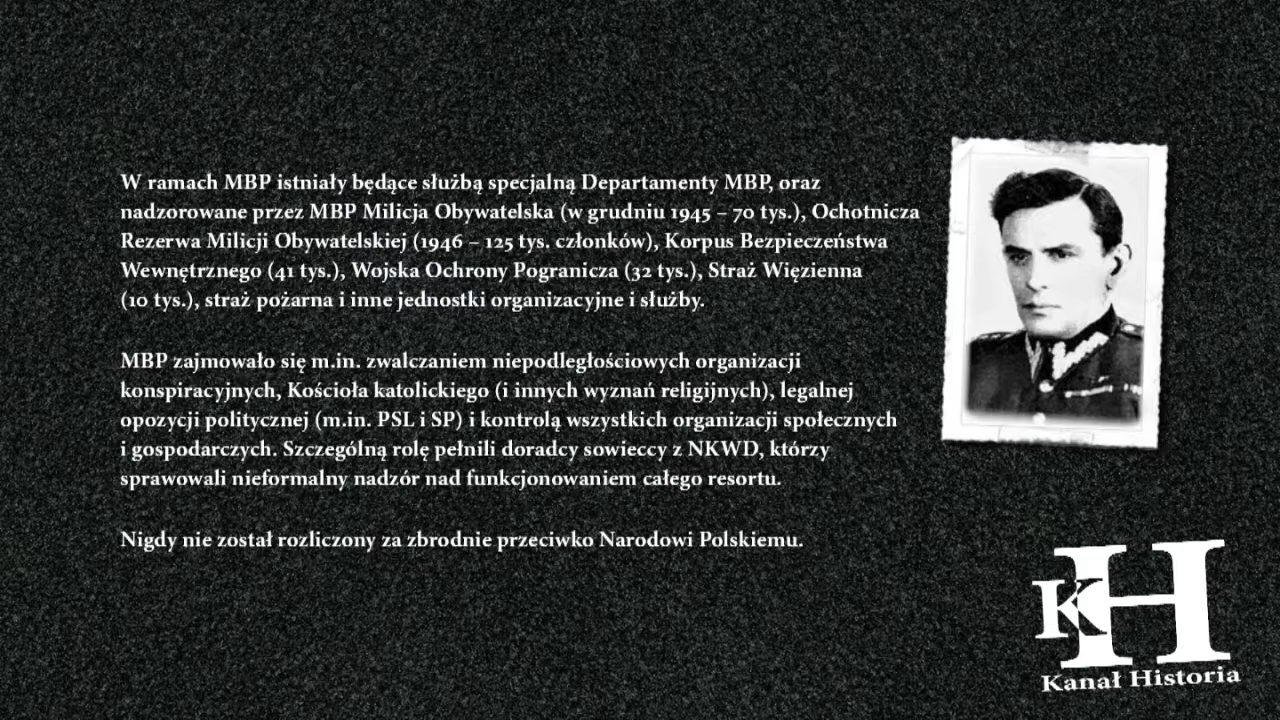 W ramach MBP istniały będące służbą specjalną Departamenty MBP, oraz
nadzorowane przez MBP Milicja Obywatelska (w grudniu 1945 – 70 tys.), Ochotnicza
Rezerwa Milicji Obywatelskiej (1946 – 125 tys. członków), Korpus Bezpieczeństwa
Wewnętrznego (41 tys.), Wojska Ochrony Pogranicza (32 tys.), Straż Więzienna
(10 tys.), straż pożarna i inne jednostki organizacyjne i służby.
MBP zajmowało się m.in. zwalczaniem niepodległościowych organizacji
konspiracyjnych, Kościoła katolickiego (i innych wyznań religijnych), legalnej
opozycji politycznej (m.in. PSL i SP) i kontrolą wszystkich organizacji społecznych
i gospodarczych. Szczególną rolę pełnili doradcy sowieccy z NKWD, którzy
sprawowali nieformalny nadzór nad funkcjonowaniem całego resortu.
Nigdy nie został rozliczony za zbrodnie przeciwko Narodowi Polskiemu.
KH
Kanał Historia